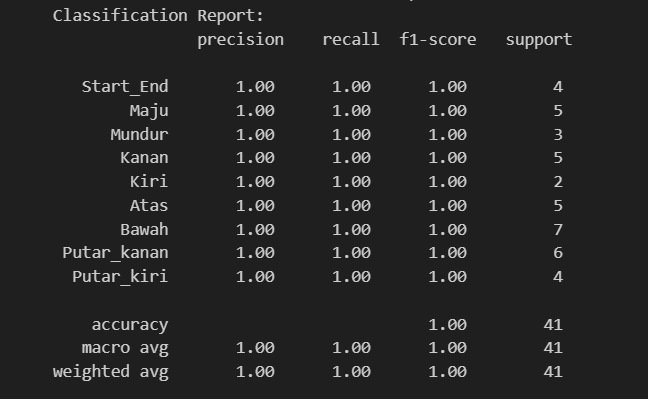 Classification Report:
precision recall f1-score support
Start_End 1.00 1.00 1.00 4
Maju 1.00 1.00 1.00 5
Mundur 1.00 1.00 1.00 3
Kanan 1.00 1.00 1.00 5
Kiri 1.00 1.00 1.00 2
Atas 1.00 1.00 1.00 5
Bawah 1.00 1.00 1.00 7
Putar_kanan 1.00 1.00 1.00 6
Putar_kiri 1.00 1.00 1.00 4
accuracy 1.00 41
macro avg 1.00 1.00 1.00 41
weighted avg 1.00 1.00 1.00 41